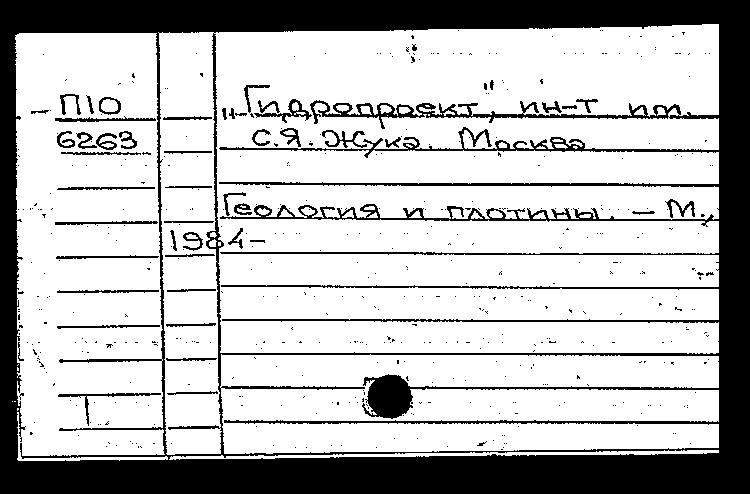 П10 „Гидропроект", ин-т им.
6263 С.Я. Жука. Москва.
Геология и плотины. – М.,
1984–